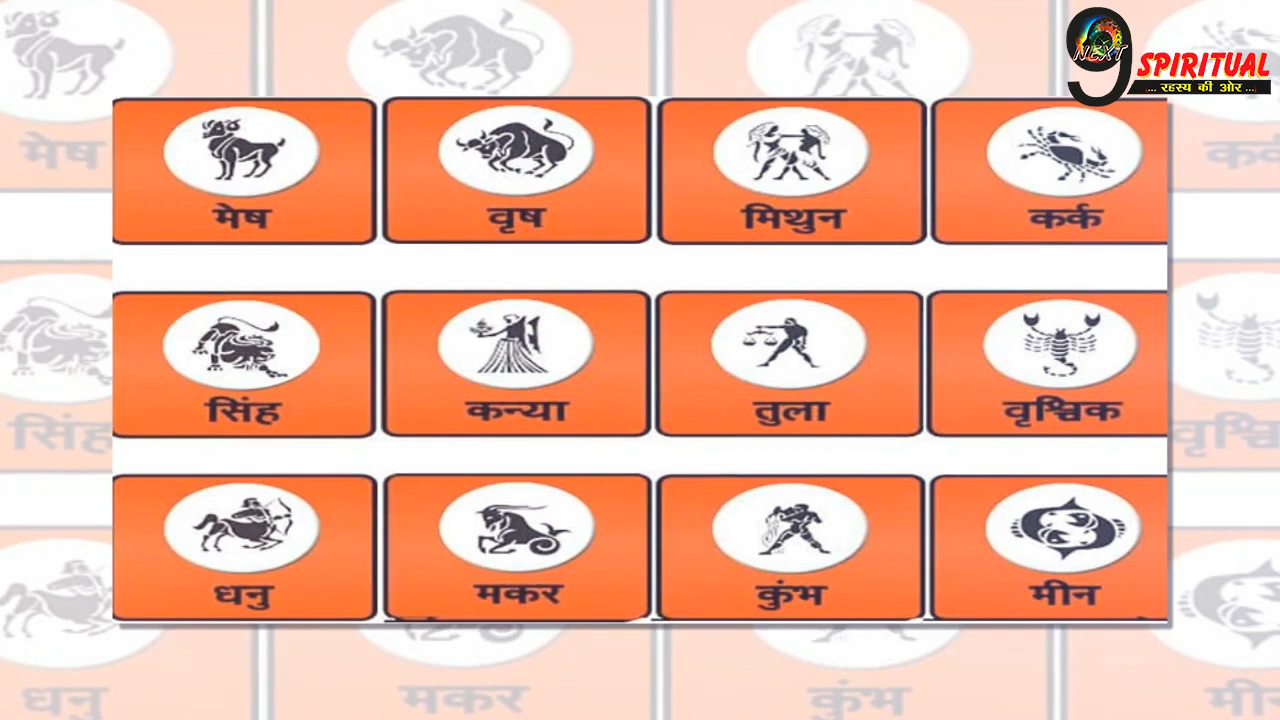 NEXT
9 SPIRITUAL
... रहस्य की ओर ...
मेष वृष मिथुन कर्क
सिंह कन्या तुला वृश्चिक
धनु मकर कुंभ मीन